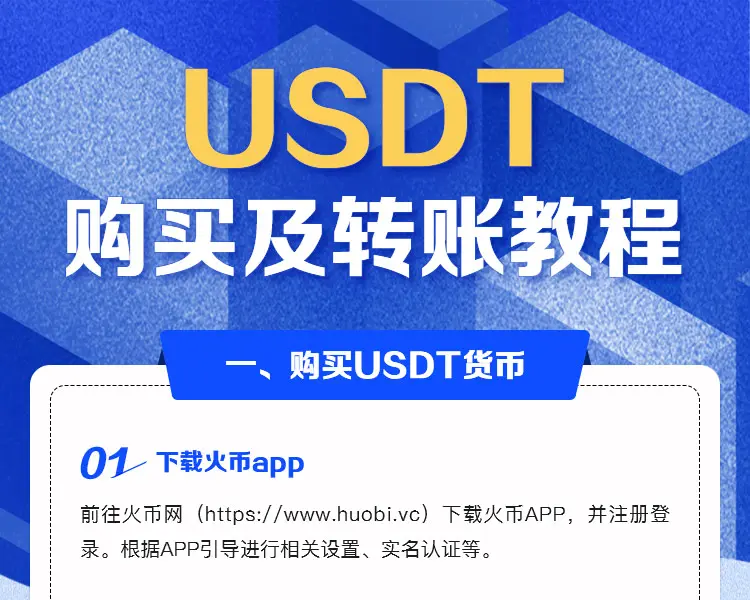 USDT
购买及转账教程
一、购买USDT货币
01 下载火币app
前往火币网（https://www.huobi.vc）下载火币APP，并注册登
录。根据APP引导进行相关设置、实名认证等。